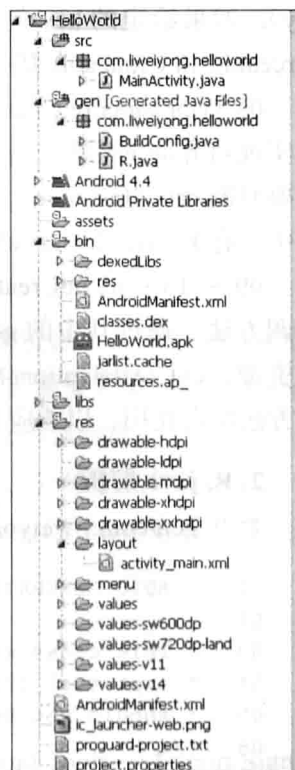 HelloWorld
src
com.liweiyong.helloworld
MainActivity.java
gen [Generated Java Files]
com.liweiyong.helloworld
BuildConfig.java
R.java
Android 4.4
Android Private Libraries
assets
bin
dexedLibs
res
AndroidManifest.xml
classes.dex
HelloWorld.apk
jarlist.cache
resources.ap_
libs
res
drawable-hdpi
drawable-ldpi
drawable-mdpi
drawable-xhdpi
drawable-xxhdpi
layout
activity_main.xml
menu
values
values-sw600dp
values-sw720dp-land
values-v11
values-v14
AndroidManifest.xml
ic_launcher-web.png
proguard-project.txt
project.properties